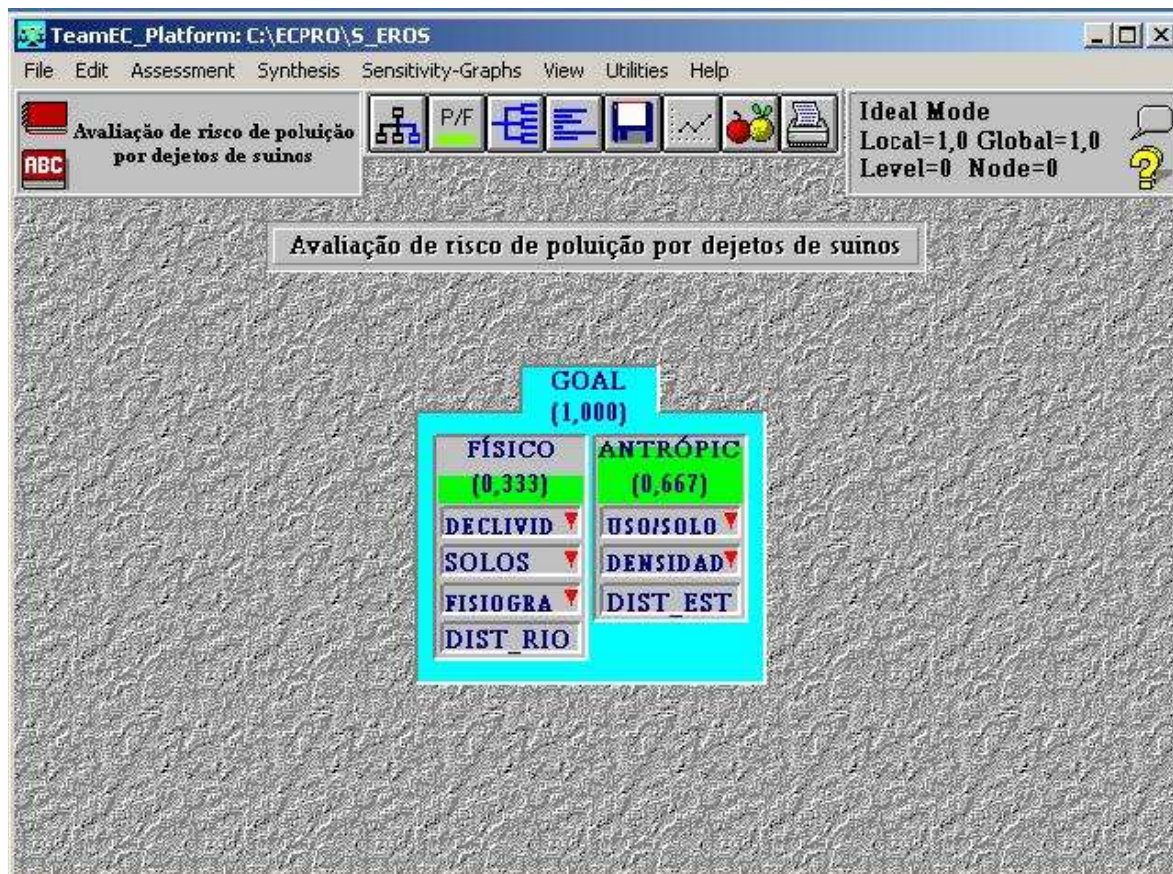 TeamEC_Platform: C:\ECPRO\S_EROS
File Edit Assessment Synthesis Sensitivity-Graphs View Utilities Help
Avaliação de risco de poluição
por dejetos de suinos
ABC
P/F
Ideal Mode
Local=1,0 Global=1,0
Level=0 Node=0
Avaliação de risco de poluição por dejetos de suinos
GOAL
(1,000)
FÍSICO
(0,333)
DECLIVID
SOLOS
FISIOGRA
DIST_RIO
ANTRÓPIC
(0,667)
USO/SOLO
DENSIDAD
DIST_EST